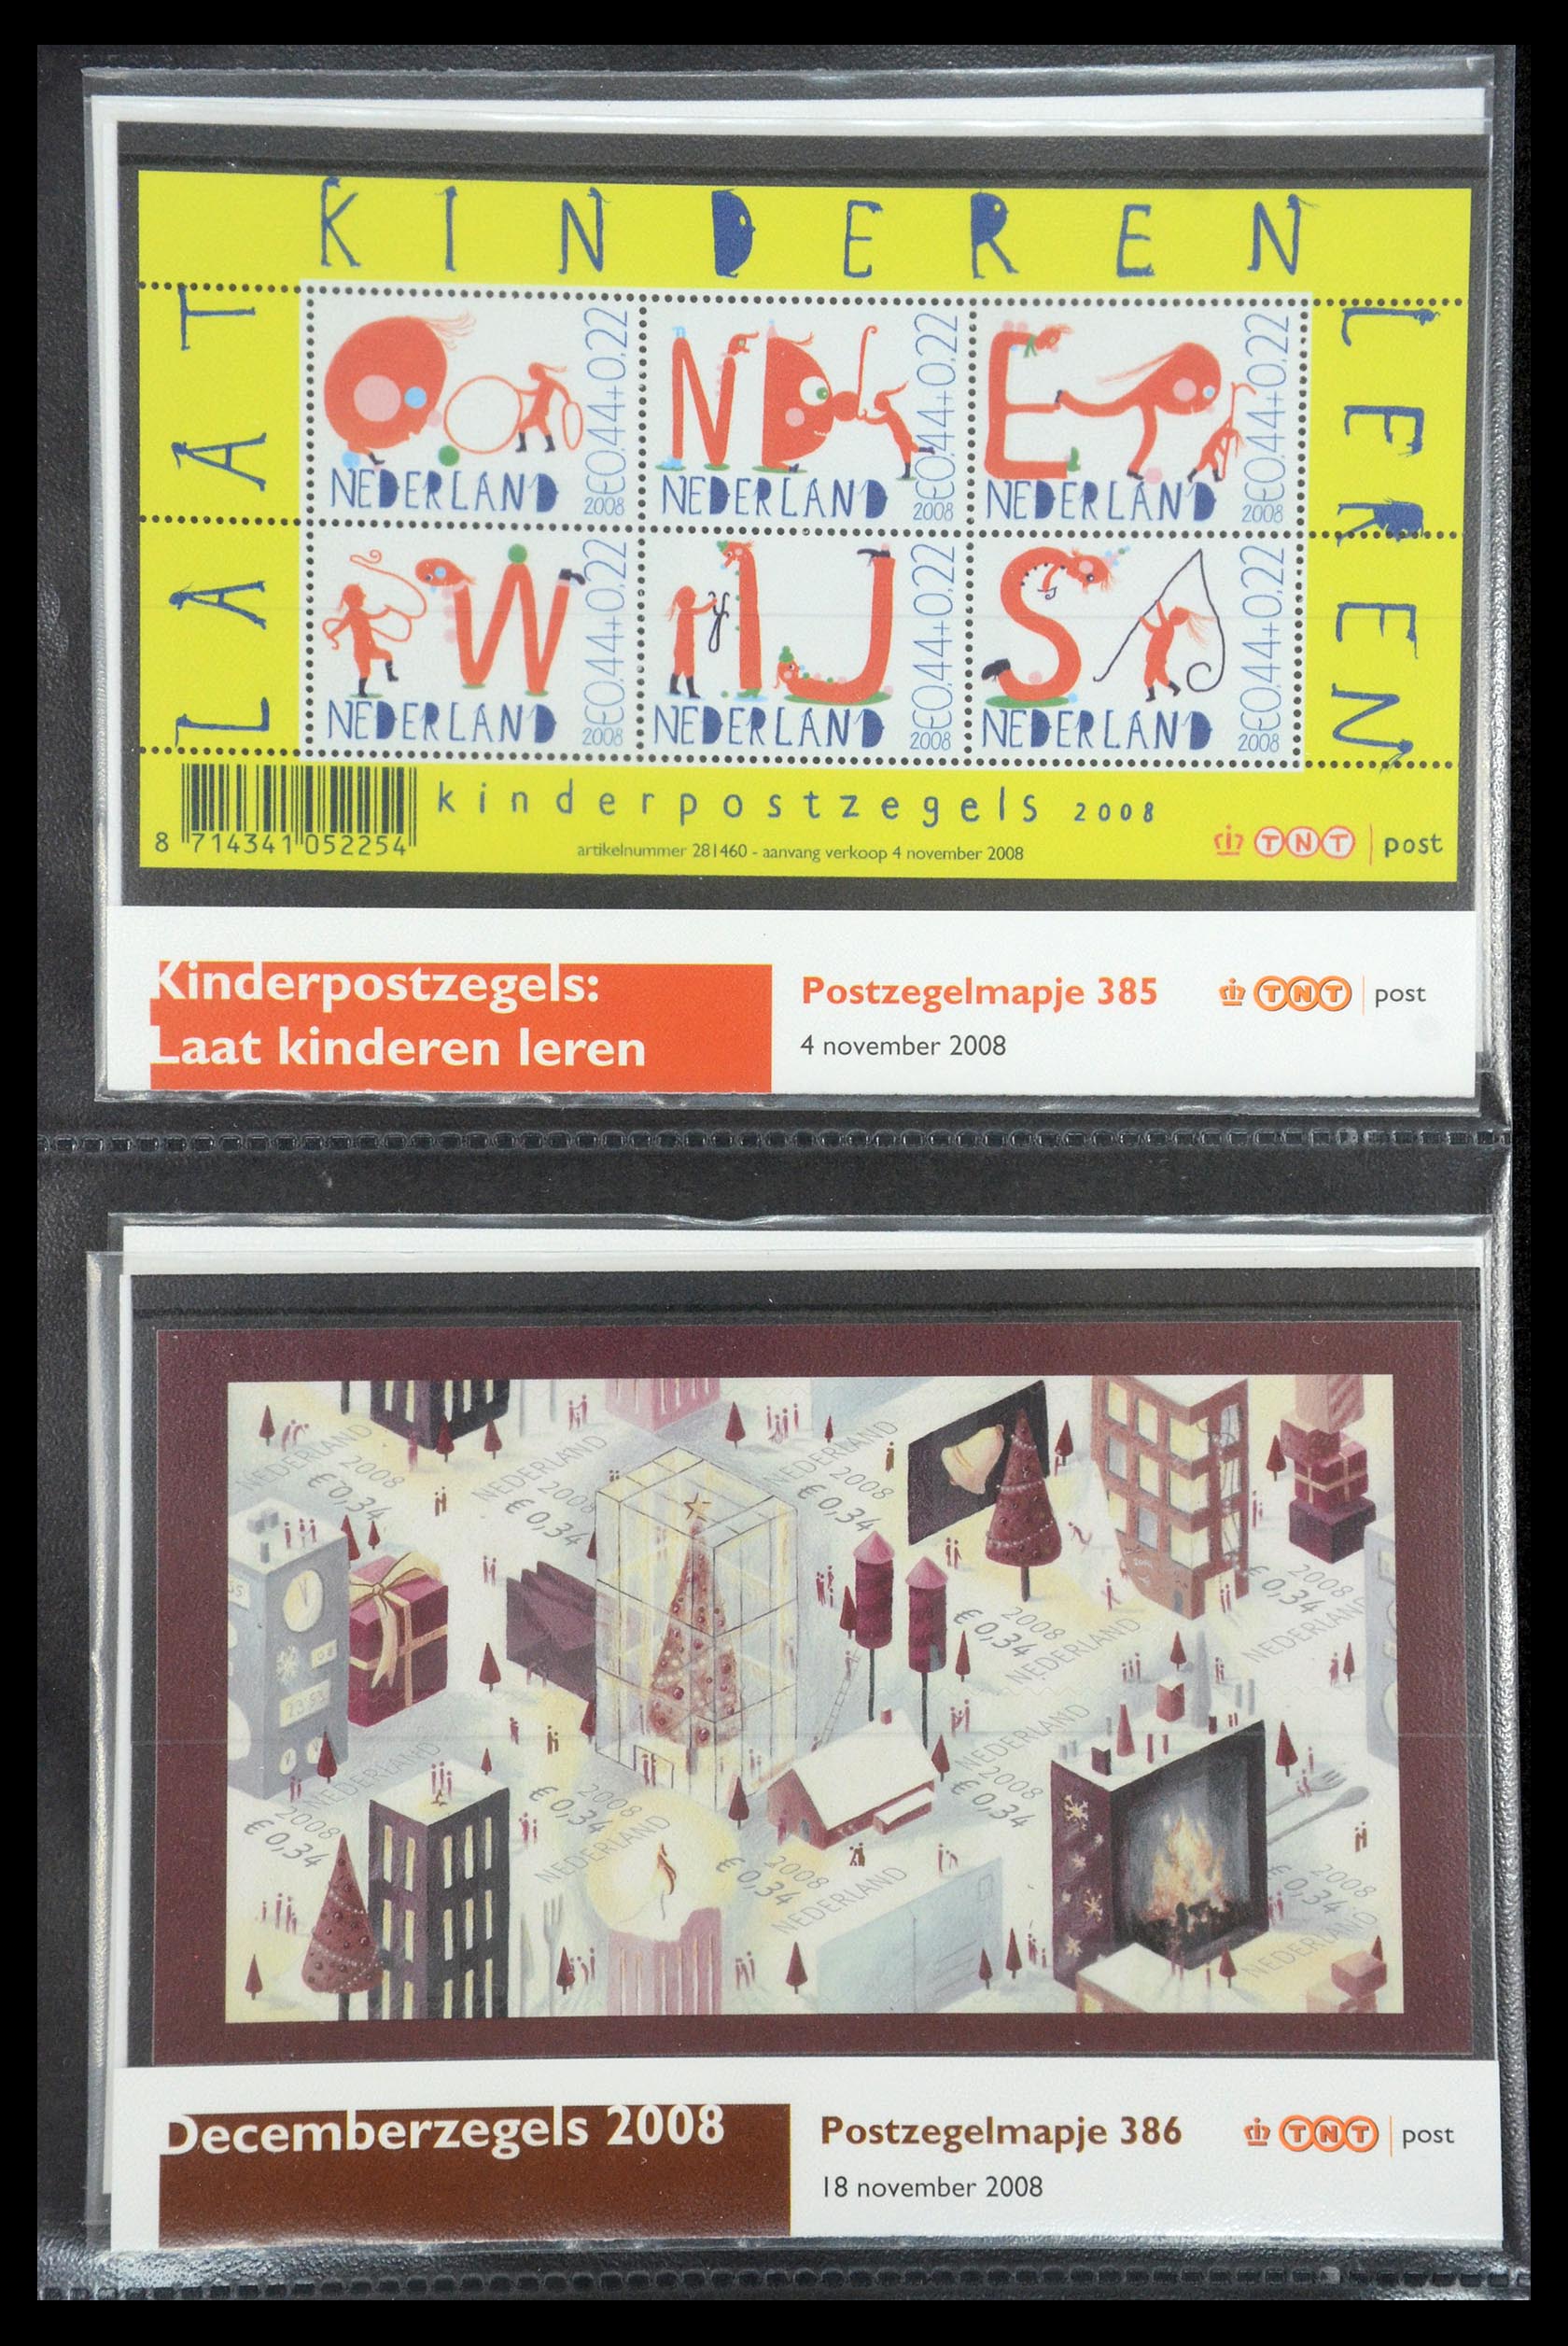 KINDEREN
LAAT
LEREN
€0.44+0.22
2008
NEDERLAND
ND
€0.44+0.22
2008
NEDERLAND
E
€0.44+0.22
2008
NEDERLAND
W
€0.44+0.22
2008
NEDERLAND
y IJ
€0.44+0.22
2008
NEDERLAND
S
€0.44+0.22
2008
NEDERLAND
8 714341 052254
kinderpostzegels 2008
artikelnummer 281460 - aanvang verkoop 4 november 2008
TNT post
Kinderpostzegels:
Laat kinderen leren
Postzegelmapje 385
4 november 2008
TNT post
NEDERLAND
2008
€ 0,34
NEDERLAND
2008
€ 0,34
NEDERLAND
2008
€ 0,34
€ 0,34
2008
NEDERLAND
€ 0,34
2008
NEDERLAND
23:53
NEDERLAND
2008
€ 0,34
€ 0,34
2008
NEDERLAND
€ 0,34
2008
NEDERLAND
NEDERLAND
2008
€ 0,34
€ 0,34
2008
NEDERLAND
Decemberzegels 2008
Postzegelmapje 386
18 november 2008
TNT post